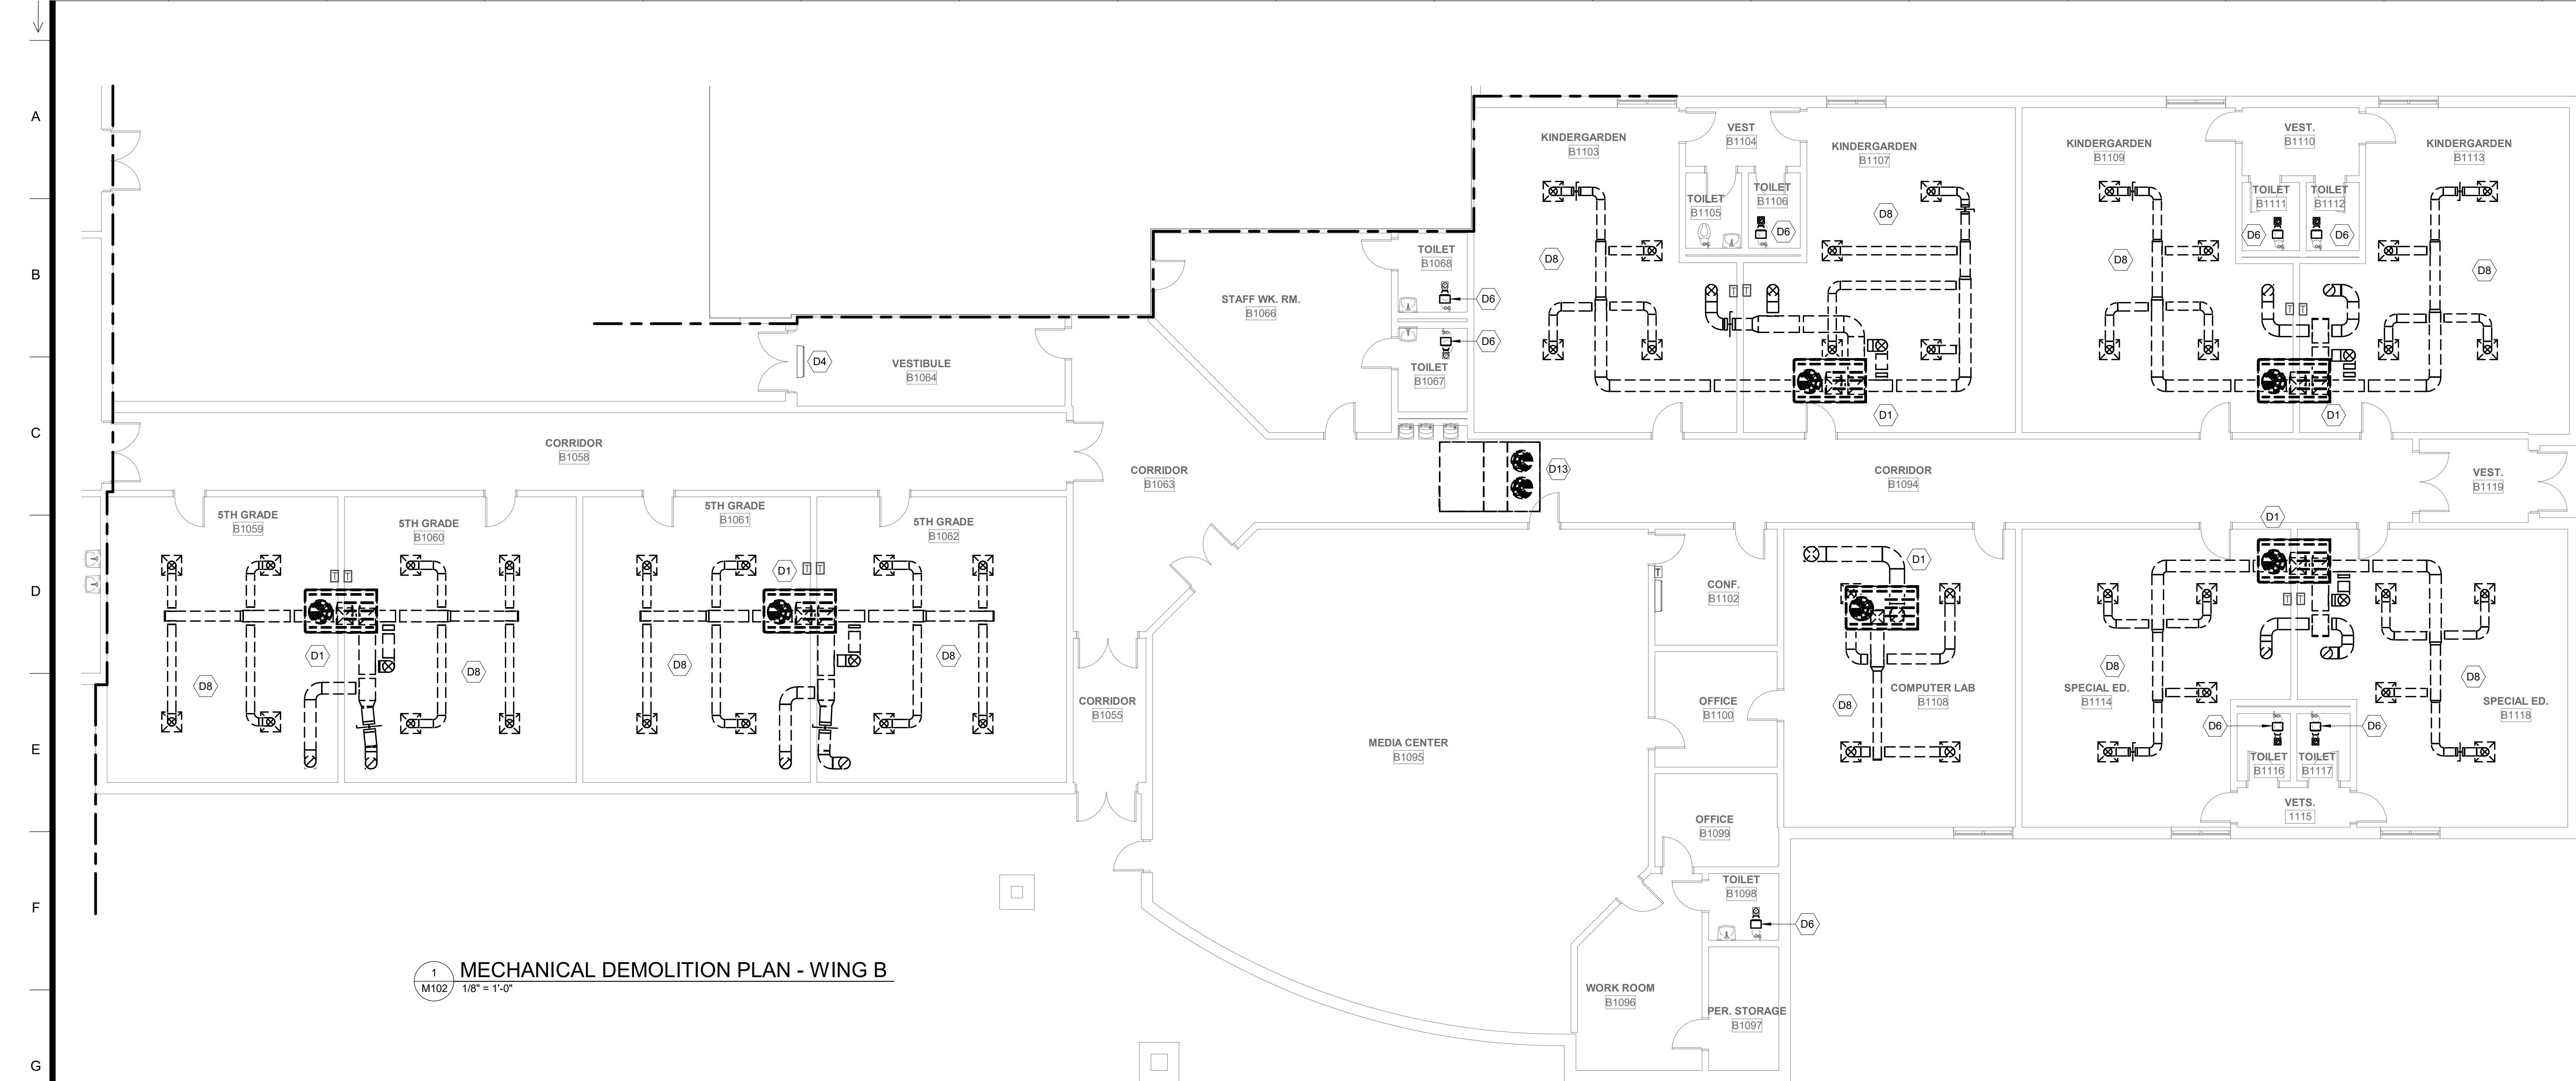 A
B
C
D
E
F
G
KINDERGARDEN
B1103
VEST
B1104
KINDERGARDEN
B1107
KINDERGARDEN
B1109
VEST.
B1110
KINDERGARDEN
B1113
TOILET
B1105
TOILET
B1106
D6
D8
TOILET
B1111
TOILET
B1112
D6
D6
D8
D8
D8
TOILET
B1068
D6
STAFF WK. RM.
B1066
T
T
T
T
D6
TOILET
B1067
D4
VESTIBULE
B1064
D1
D1
CORRIDOR
B1058
CORRIDOR
B1063
D13
CORRIDOR
B1094
VEST.
B1119
5TH GRADE
B1059
5TH GRADE
B1060
5TH GRADE
B1061
5TH GRADE
B1062
D1
T
T
D1
T
T
T
CONF.
B1102
D1
T
T
D1
D8
D8
D8
D8
CORRIDOR
B1055
OFFICE
B1100
D8
COMPUTER LAB
B1108
D8
SPECIAL ED.
B1114
D8
SPECIAL ED.
B1118
D6
D6
TOILET
B1116
TOILET
B1117
MEDIA CENTER
B1095
VETS.
1115
OFFICE
B1099
TOILET
B1098
D6
1
M102
MECHANICAL DEMOLITION PLAN - WING B
1/8" = 1'-0"
WORK ROOM
B1096
PER. STORAGE
B1097